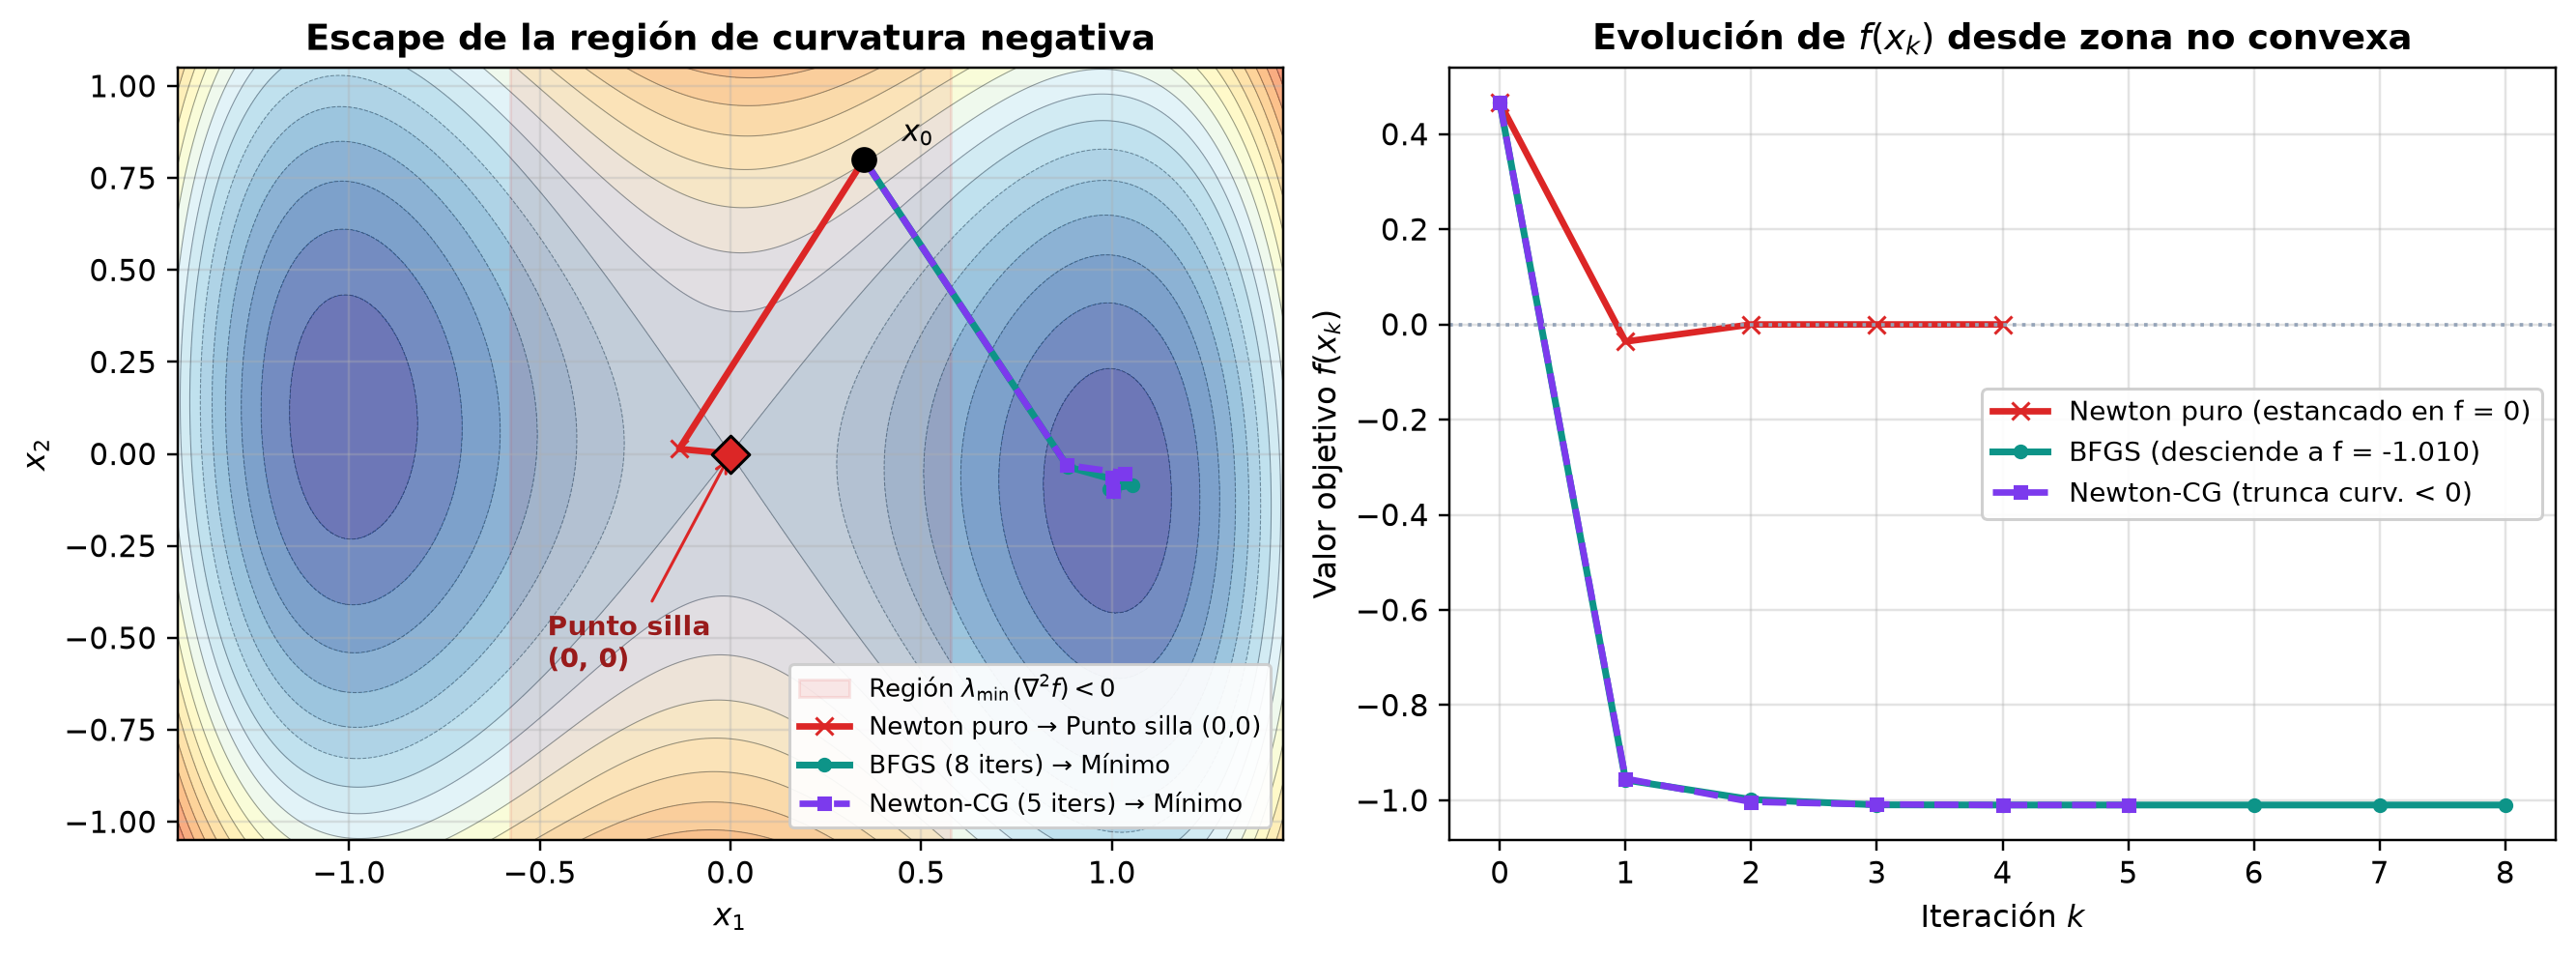 Escape de la región de curvatura negativa
1.00
0.75
0.50
0.25
0.00
−0.25
−0.50
−0.75
−1.00
x₂
x₀
Punto silla
(0, 0)
Región λ_min(∇²f) < 0
Newton puro → Punto silla (0,0)
BFGS (8 iters) → Mínimo
Newton-CG (5 iters) → Mínimo
−1.0 −0.5 0.0 0.5 1.0
x₁
Evolución de f(xₖ) desde zona no convexa
0.4
0.2
0.0
−0.2
−0.4
−0.6
−0.8
−1.0
Valor objetivo f(xₖ)
Newton puro (estancado en f = 0)
BFGS (desciende a f = -1.010)
Newton-CG (trunca curv. < 0)
0 1 2 3 4 5 6 7 8
Iteración k